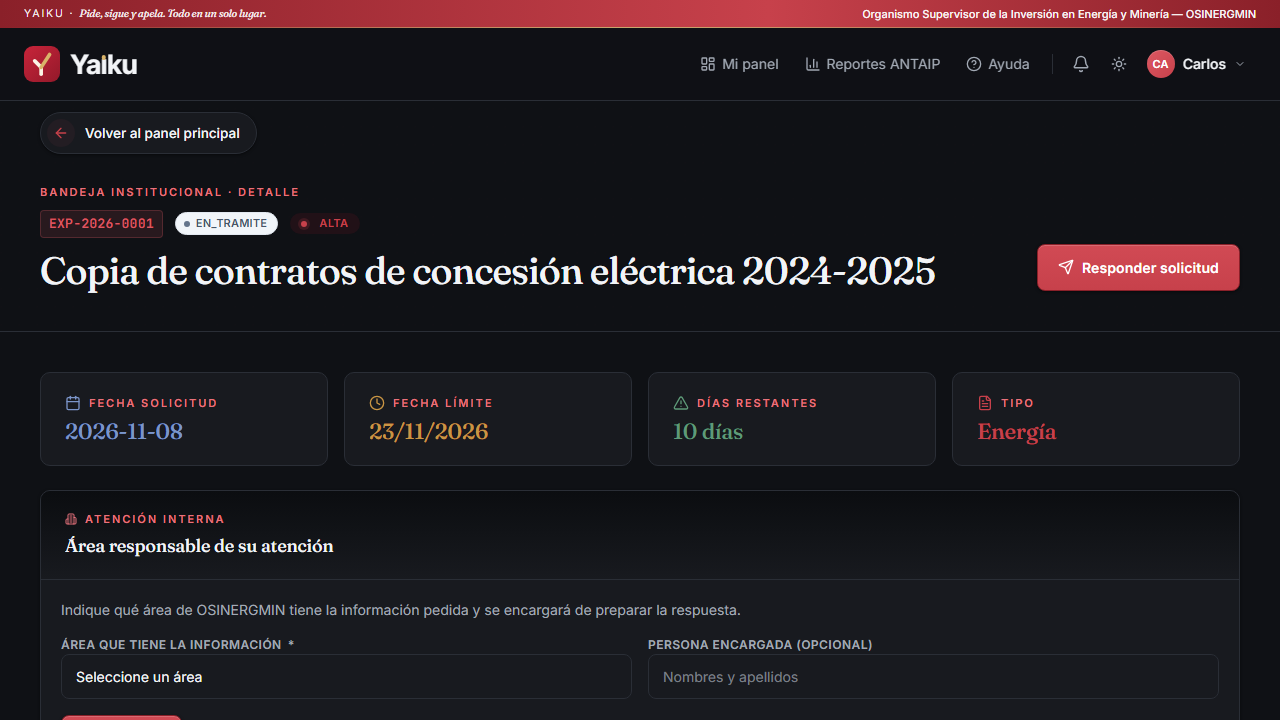 YAIKU · Pide, sigue y apela. Todo en un solo lugar.
Organismo Supervisor de la Inversión en Energía y Minería — OSINERGMIN
Yaiku
Mi panel
Reportes ANTAIP
Ayuda
CA
Carlos
Volver al panel principal
BANDEJA INSTITUCIONAL · DETALLE
EXP-2026-0001
EN_TRAMITE
ALTA
Copia de contratos de concesión eléctrica 2024-2025
Responder solicitud
FECHA SOLICITUD
2026-11-08
FECHA LÍMITE
23/11/2026
DÍAS RESTANTES
10 días
TIPO
Energía
ATENCIÓN INTERNA
Área responsable de su atención
Indique qué área de OSINERGMIN tiene la información pedida y se encargará de preparar la respuesta.
ÁREA QUE TIENE LA INFORMACIÓN *
Seleccione un área
PERSONA ENCARGADA (OPCIONAL)
Nombres y apellidos